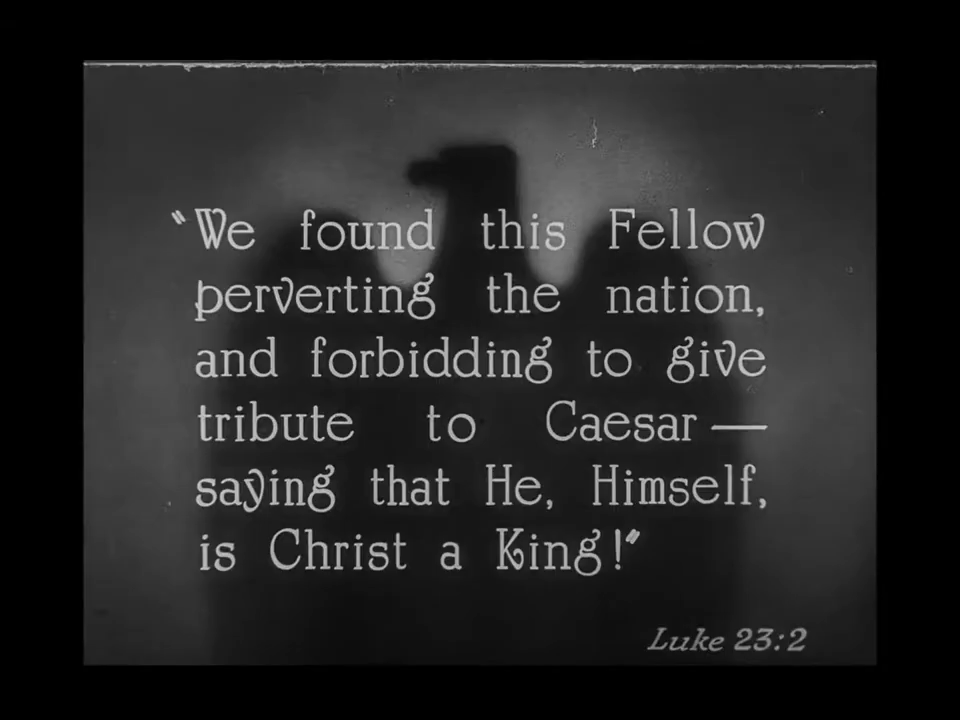 "We found this Fellow
perverting the nation,
and forbidding to give
tribute to Caesar —
saying that He, Himself,
is Christ a King!"
Luke 23:2